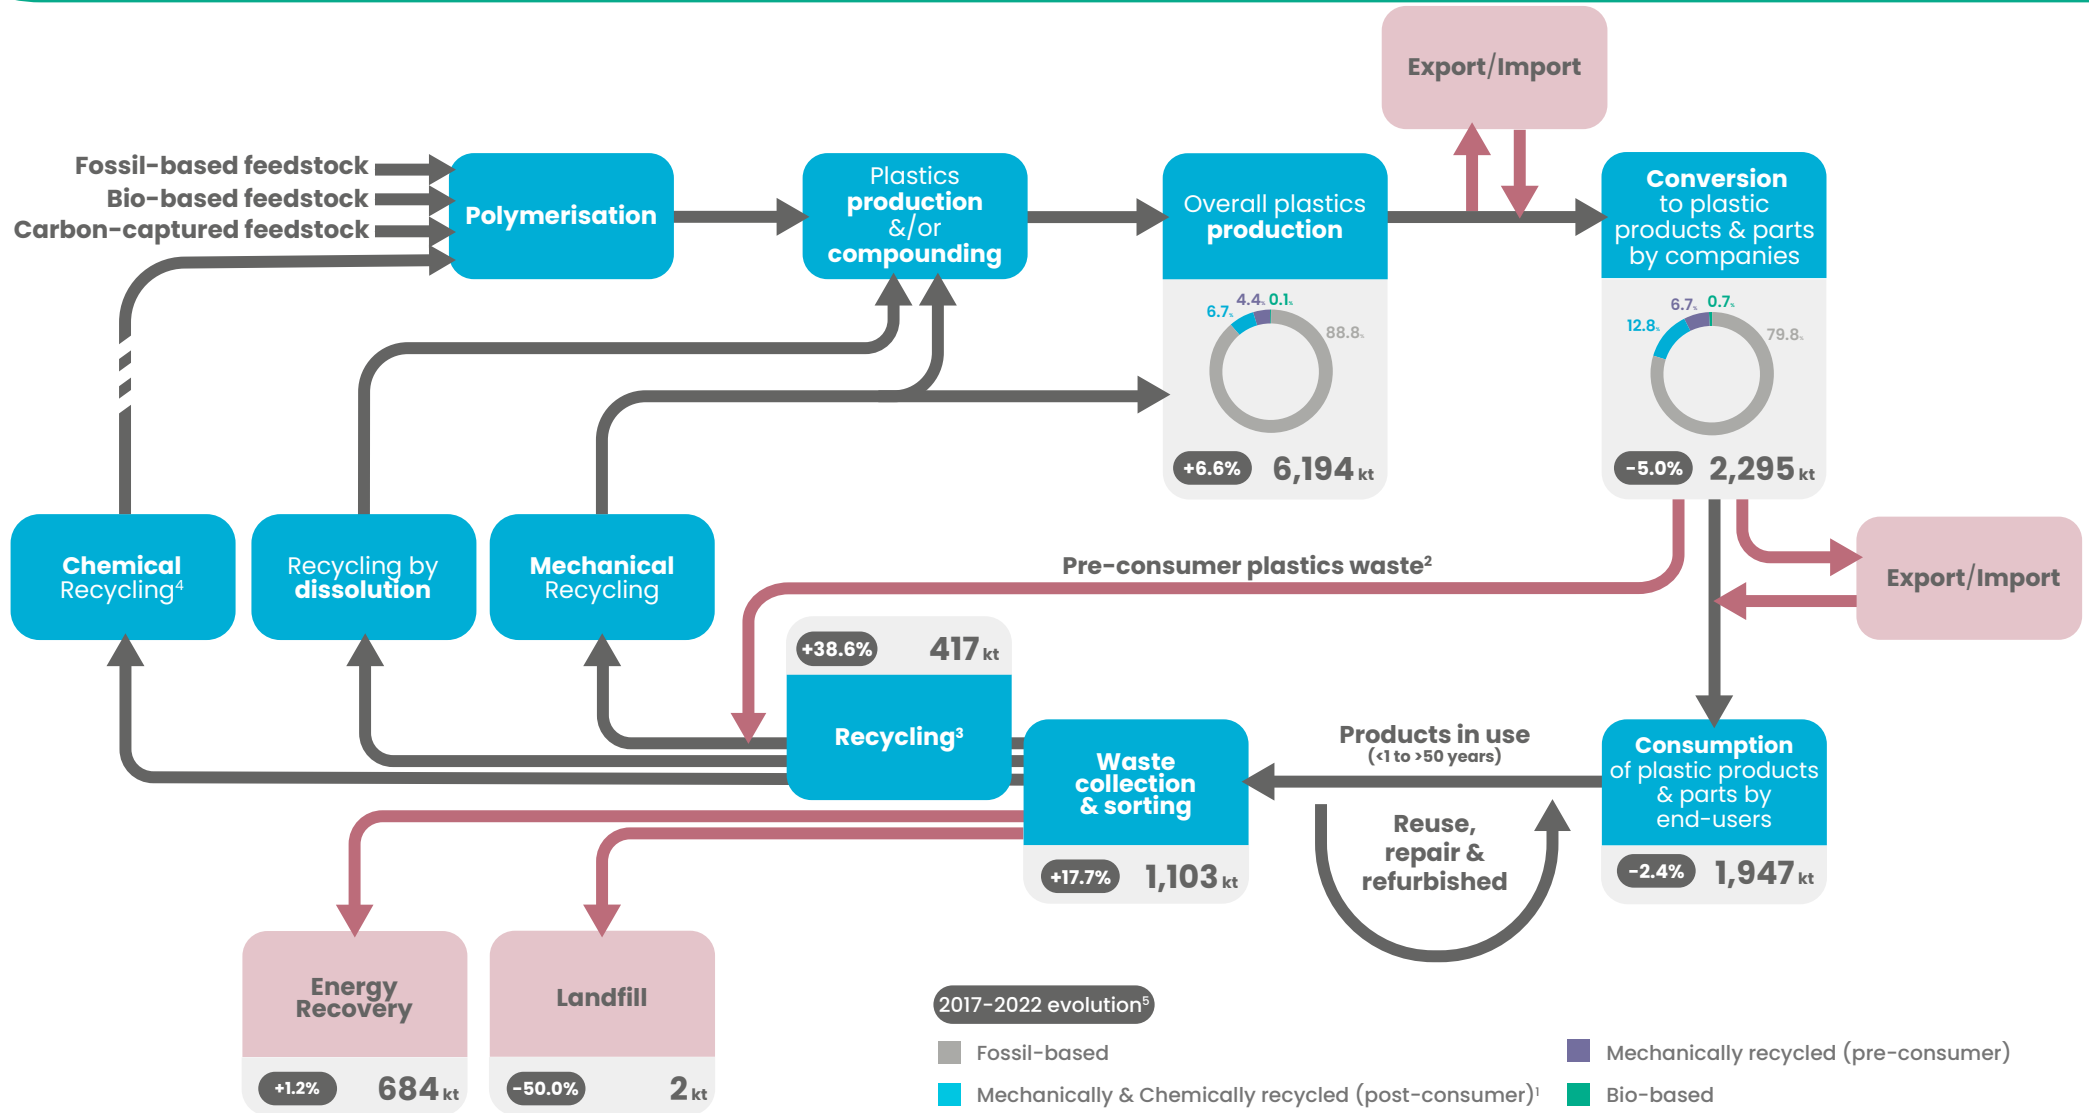 Export/Import
Fossil-based feedstock
Bio-based feedstock
Carbon-captured feedstock
Polymerisation
Plastics
production
&/or
compounding
Overall plastics
production
6.7%
4.4%
0.1%
88.8%
+6.6%
6,194 kt
Conversion
to plastic
products & parts
by companies
12.8%
6.7%
0.7%
79.8%
-5.0%
2,295 kt
Chemical
Recycling⁴
Recycling by
dissolution
Mechanical
Recycling
Pre-consumer plastics waste²
Export/Import
+38.6%
417 kt
Recycling³
Waste
collection
& sorting
+17.7%
1,103 kt
Products in use
(<1 to >50 years)
Reuse,
repair &
refurbished
Consumption
of plastic products
& parts by
end-users
-2.4%
1,947 kt
Energy
Recovery
+1.2%
684 kt
Landfill
-50.0%
2 kt
2017-2022 evolution⁵
Fossil-based
Mechanically & Chemically recycled (post-consumer)¹
Mechanically recycled (pre-consumer)
Bio-based